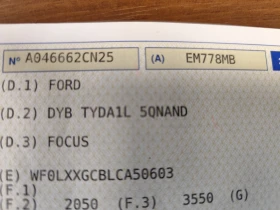 Nº A046662CN25 (A) EM778MB
(D.1) FORD
(D.2) DYB TYDA1L 5QNAND
(D.3) FOCUS
(E) WF0LXXGCBLCA50603
(F.1)
(F.2) 2050 (F.3) 3550 (G)